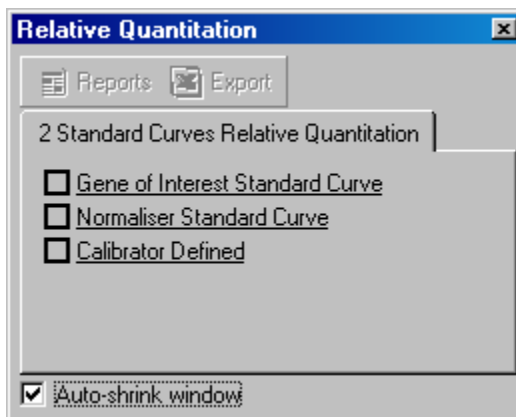 Relative Quantitation
Reports Export
2 Standard Curves Relative Quantitation
Gene of Interest Standard Curve
Normaliser Standard Curve
Calibrator Defined
Auto-shrink window